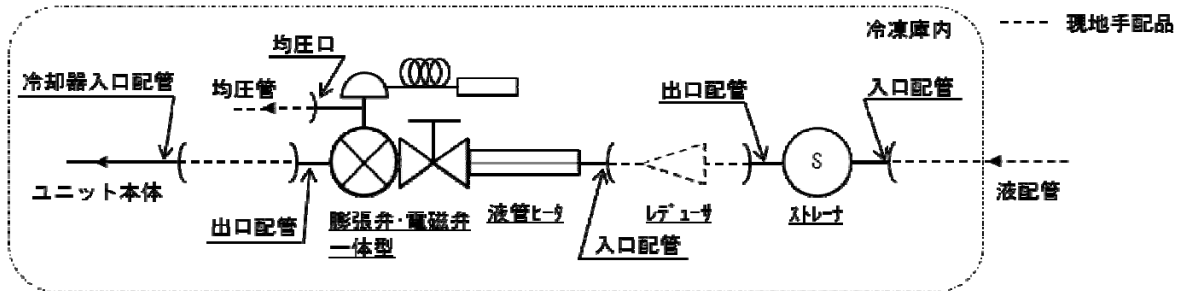 冷凍庫内
現地手配品
均圧口
冷却器入口配管
均圧管
出口配管
入口配管
S
ユニット本体
液配管
出口配管
膨張弁・電磁弁
一体型
液管ﾋｰﾀ
入口配管
ﾚﾃﾞｭｰｻ
ｽﾄﾚｰﾅ